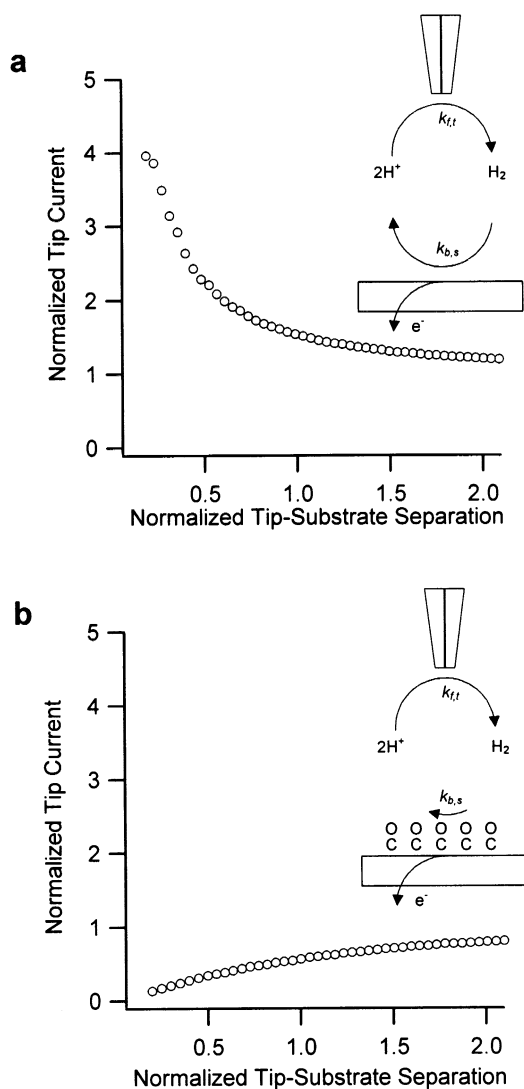 a
5
4
3
2
1
0
Normalized Tip Current
0.5 1.0 1.5 2.0
Normalized Tip-Substrate Separation
k_{f,t}
2H⁺ H₂
k_{b,s}
e⁻
b
5
4
3
2
1
0
Normalized Tip Current
0.5 1.0 1.5 2.0
Normalized Tip-Substrate Separation
k_{f,t}
2H⁺ H₂
k_{b,s}
O O O O O
C C C C C
e⁻